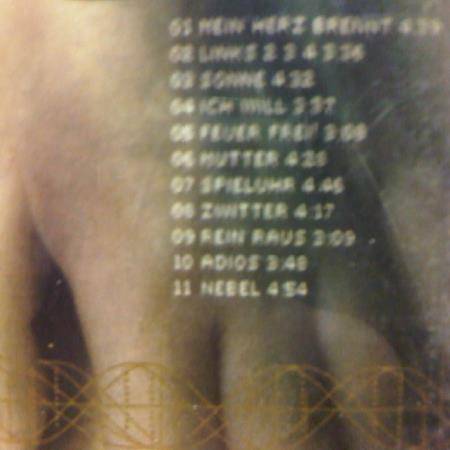 01 MEIN HERZ BRENNT 4:39
02 LINKS 2 3 4 3:36
03 SONNE 4:32
04 ICH WILL 3:37
05 FEUER FREI! 3:08
06 MUTTER 4:28
07 SPIELUHR 4:46
08 ZWITTER 4:17
09 REIN RAUS 3:09
10 ADIOS 3:48
11 NEBEL 4:54